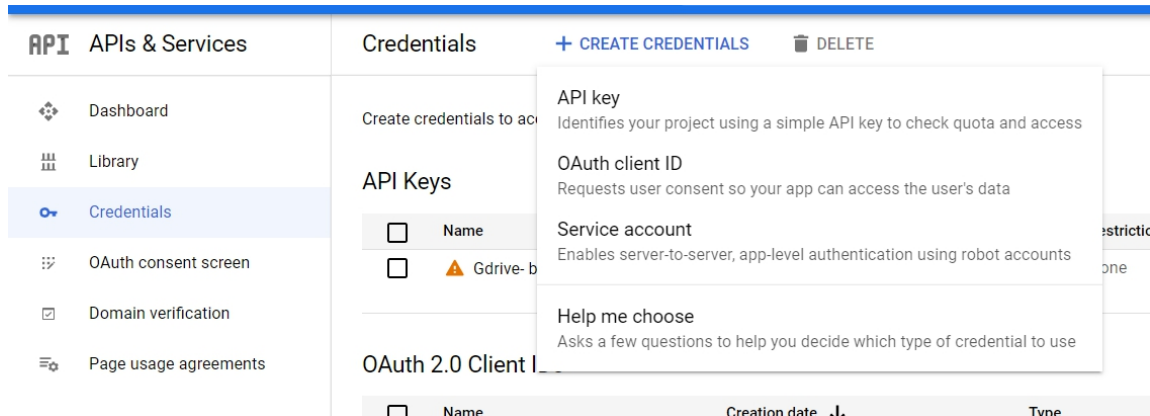 API APIs & Services
Credentials
CREATE CREDENTIALS
DELETE
Dashboard
Library
Credentials
OAuth consent screen
Domain verification
Page usage agreements
Create credentials to
API key
Identifies your project using a simple API key to check quota and access
OAuth client ID
Requests user consent so your app can access the user's data
Service account
Enables server-to-server, app-level authentication using robot accounts
Help me choose
Asks a few questions to help you decide which type of credential to use
API Keys
Name
Gdrive-
OAuth 2.0 Client
Name Creation date Type